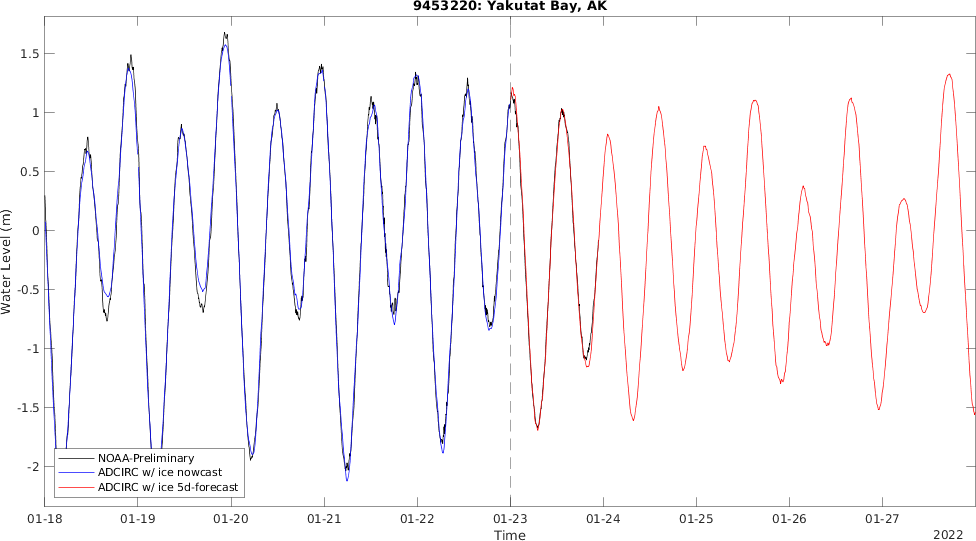 9453220: Yakutat Bay, AK
Water Level (m)
1.5
1
0.5
0
-0.5
-1
-1.5
-2
NOAA-Preliminary
ADCIRC w/ ice nowcast
ADCIRC w/ ice 5d-forecast
01-18 01-19 01-20 01-21 01-22 01-23 01-24 01-25 01-26 01-27
Time
2022